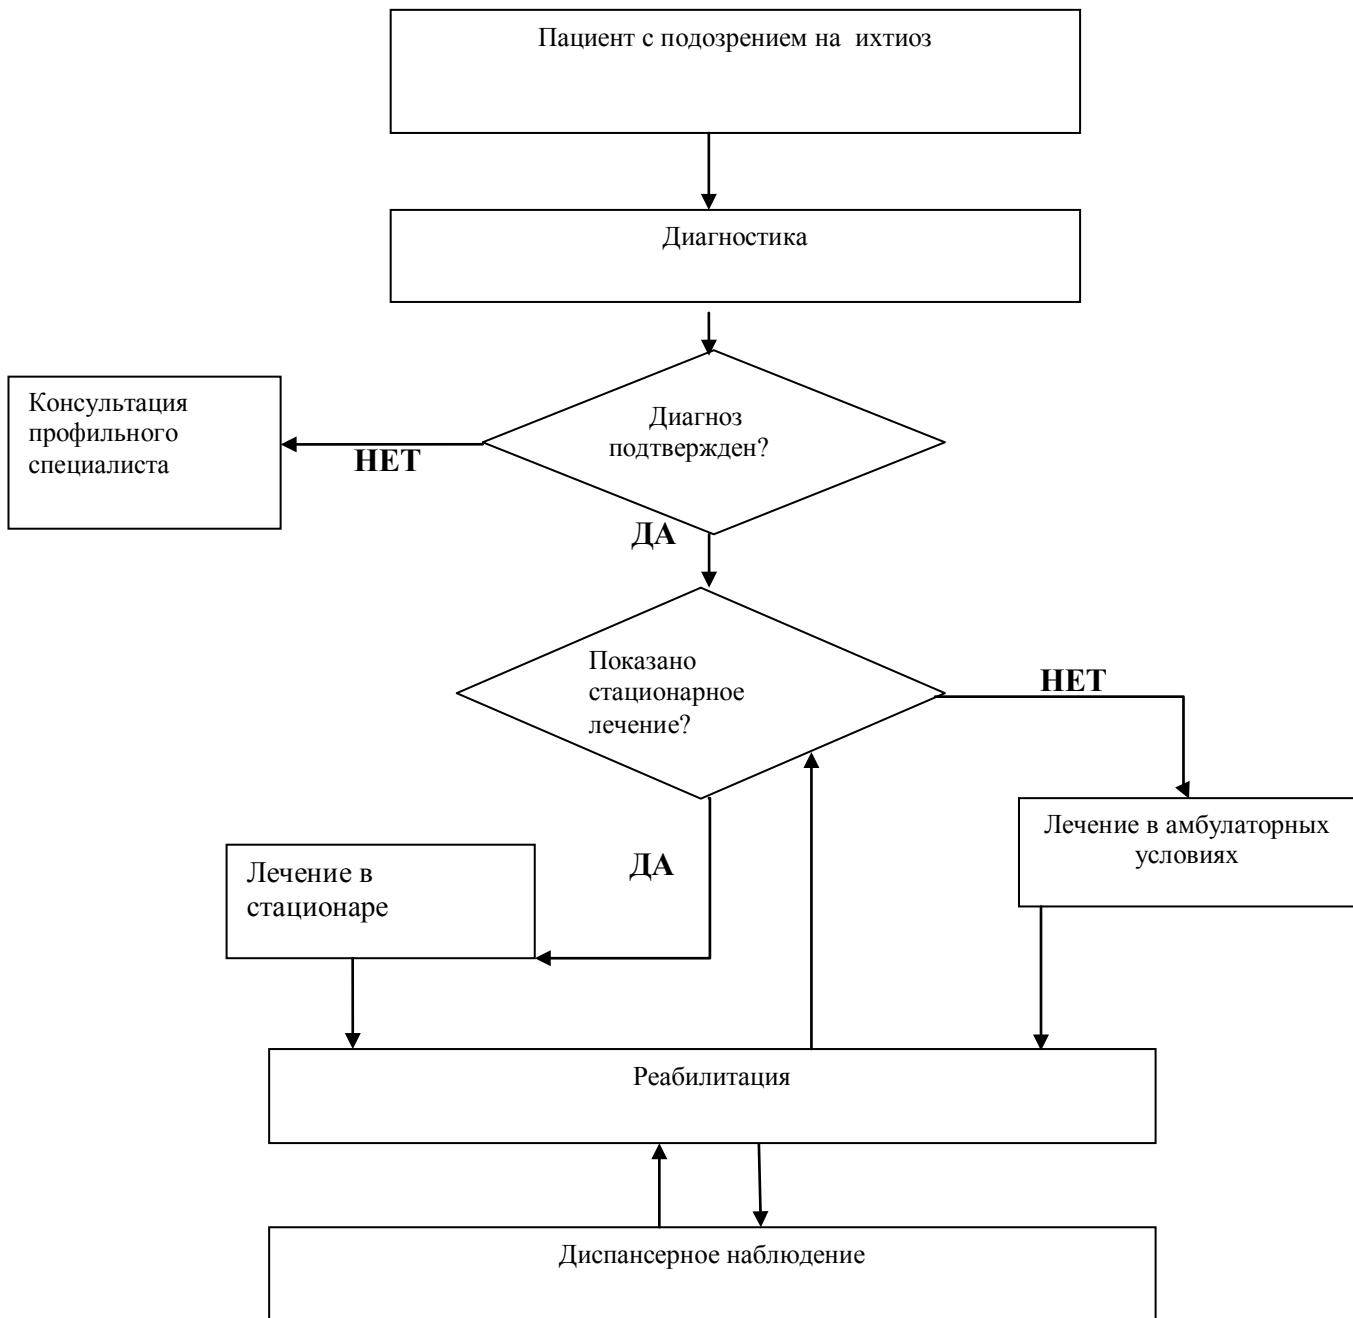 Пациент с подозрением на  ихтиоз
Диагностика
Консультация
профильного
специалиста
НЕТ
Диагноз
подтвержден?
ДА
Показано
стационарное
лечение?
НЕТ
Лечение в амбулаторных
условиях
ДА
Лечение в
стационаре
Реабилитация
Диспансерное наблюдение